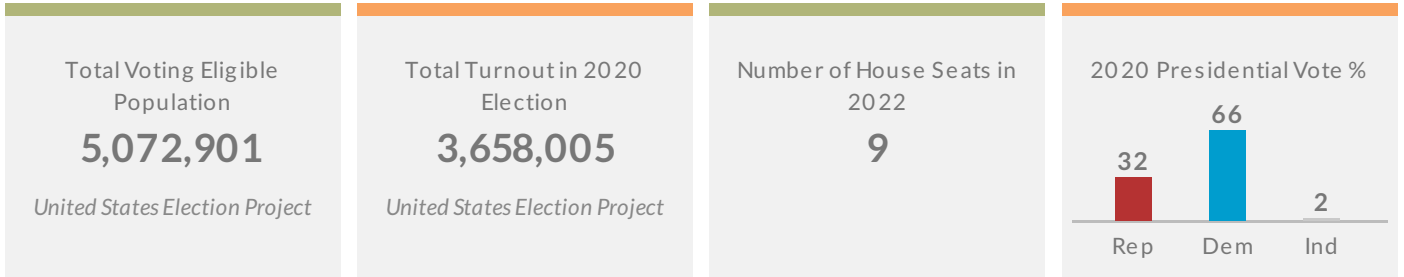 Total Voting Eligible
Population
5,072,901
United States Election Project
Total Turnout in 2020
Election
3,658,005
United States Election Project
Number of House Seats in
2022
9
2020 Presidential Vote %
66
32
2
Rep Dem Ind